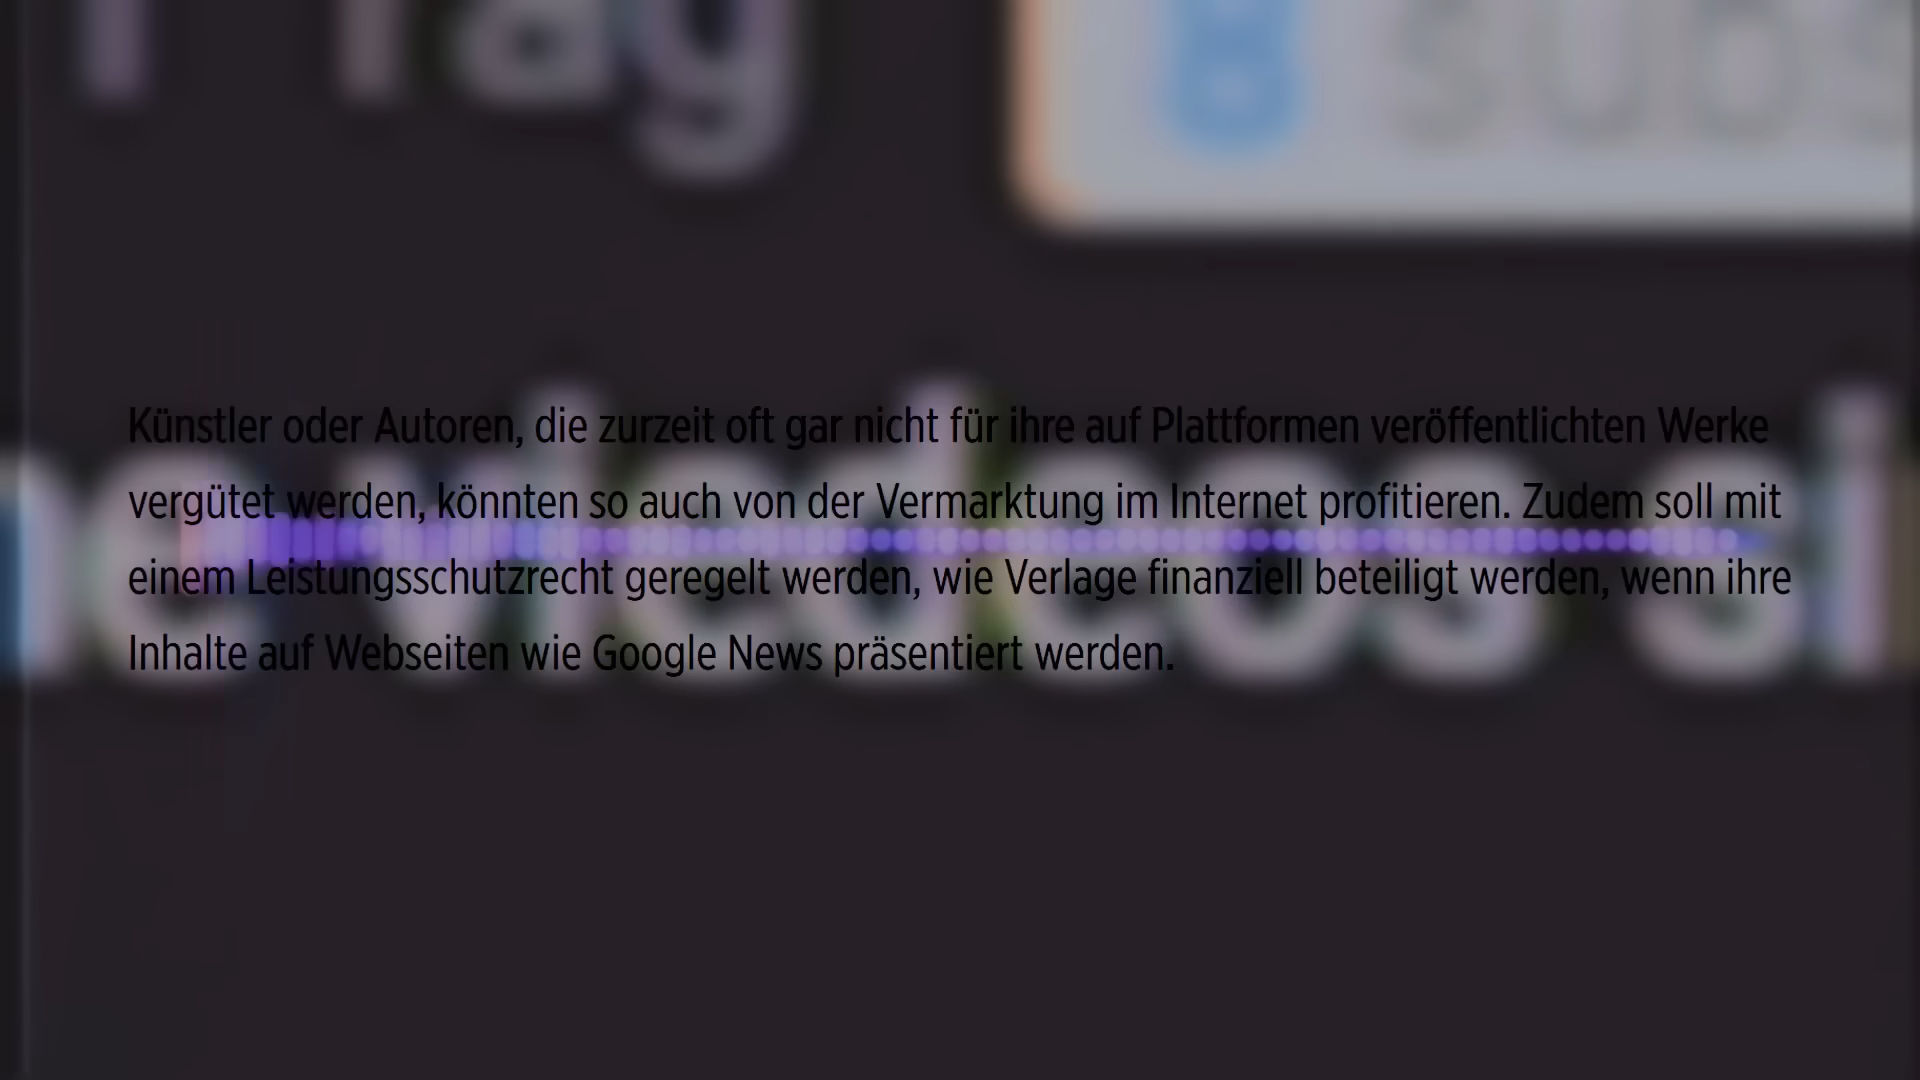 Künstler oder Autoren, die zurzeit oft gar nicht für ihre auf Plattformen veröffentlichten Werke
vergütet werden, könnten so auch von der Vermarktung im Internet profitieren. Zudem soll mit
einem Leistungsschutzrecht geregelt werden, wie Verlage finanziell beteiligt werden, wenn ihre
Inhalte auf Webseiten wie Google News präsentiert werden.